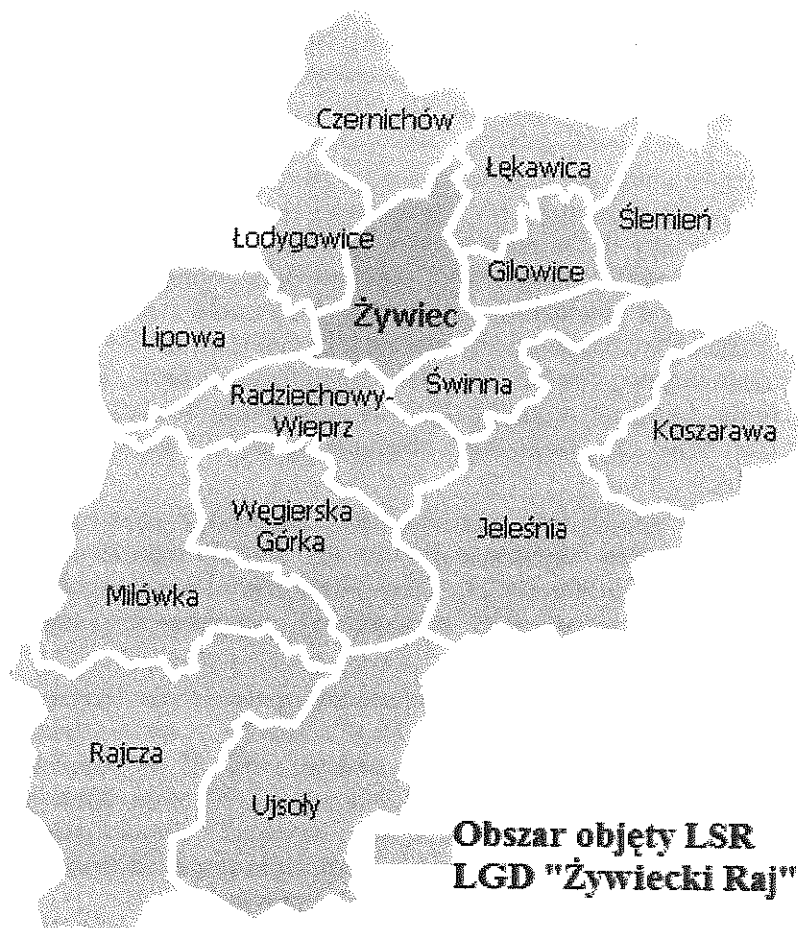 Czernichów
Łękawica
Ślemień
Łodygowice
Gilowice
Żywiec
Lipowa
Świnna
Radziechowy-
Wieprz
Koszarawa
Węgierska
Górka
Jeleśnia
Milówka
Rajcza
Ujsoły
Obszar objęty LSR
LGD "Żywiecki Raj"